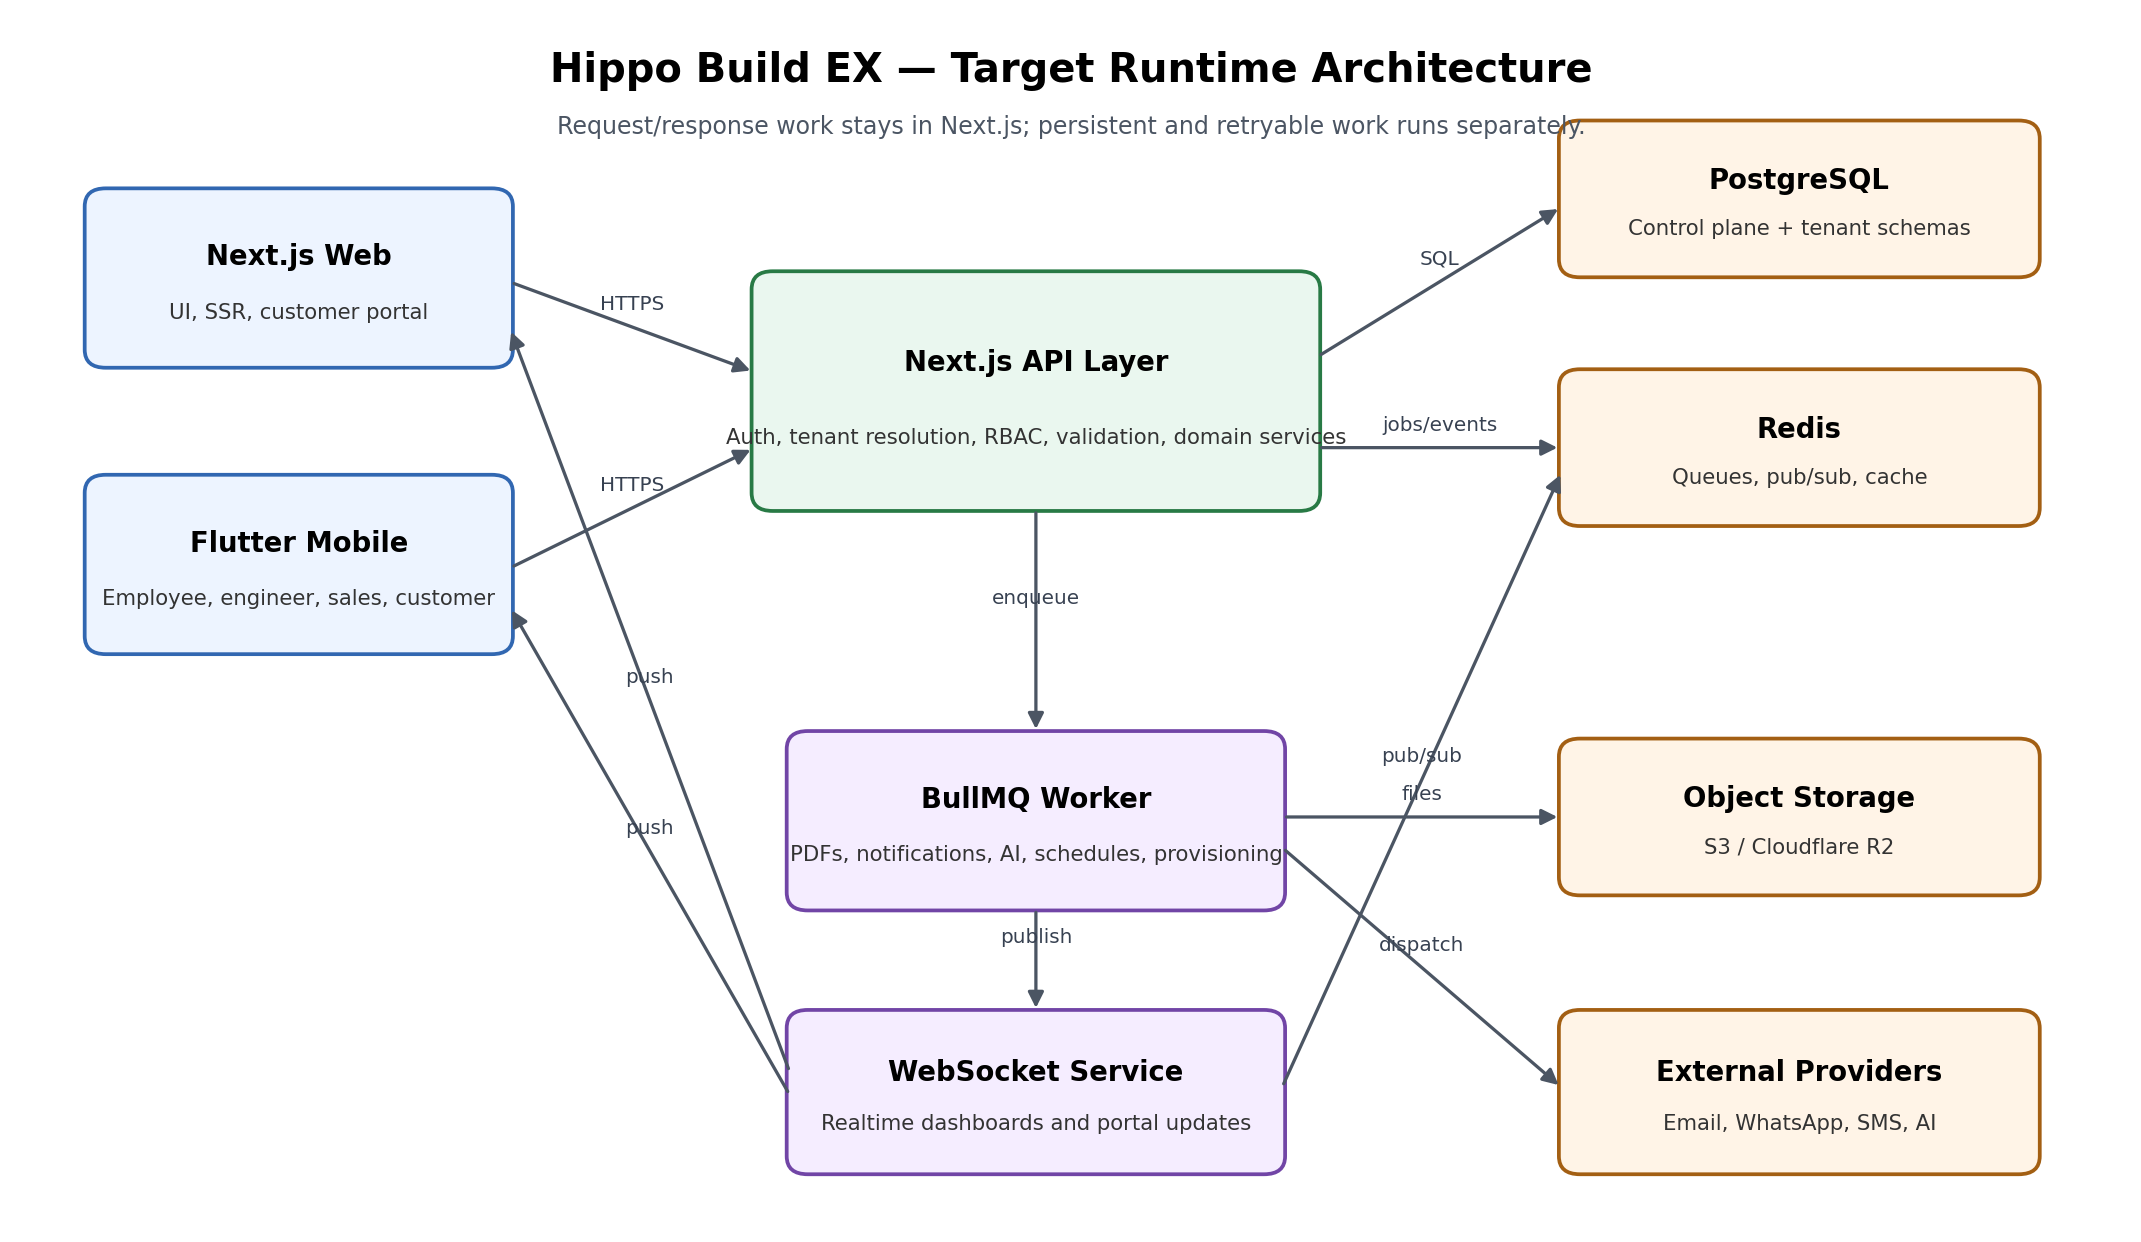 Hippo Build EX — Target Runtime Architecture
Request/response work stays in Next.js; persistent and retryable work runs separately.
Next.js Web
UI, SSR, customer portal
Flutter Mobile
Employee, engineer, sales, customer
HTTPS
HTTPS
push
push
Next.js API Layer
Auth, tenant resolution, RBAC, validation, domain services
enqueue
BullMQ Worker
PDFs, notifications, AI, schedules, provisioning
publish
WebSocket Service
Realtime dashboards and portal updates
SQL
jobs/events
pub/sub
files
dispatch
PostgreSQL
Control plane + tenant schemas
Redis
Queues, pub/sub, cache
Object Storage
S3 / Cloudflare R2
External Providers
Email, WhatsApp, SMS, AI